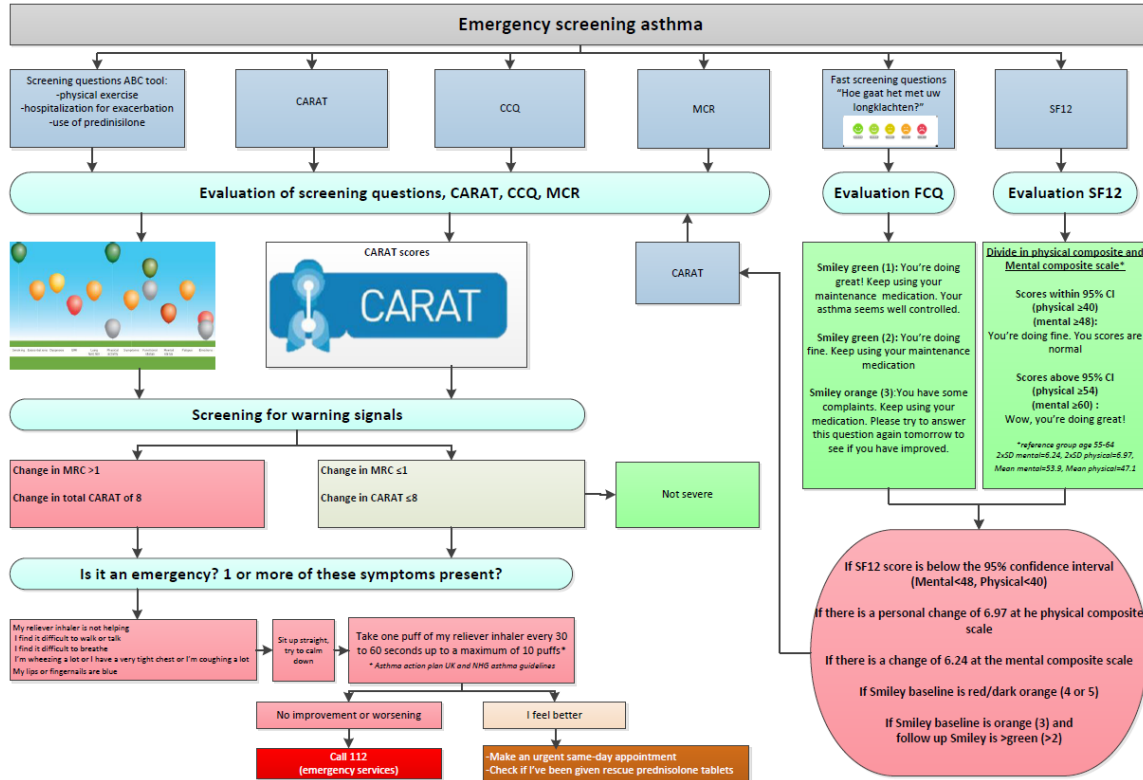 Emergency screening asthma
Screening questions ABC tool:
-physical exercise
-hospitalization for exacerbation
-use of predinisilone
CARAT
CCQ
MCR
Fast screening questions
“Hoe gaat het met uw
longklachten?”
SF12
Evaluation of screening questions, CARAT, CCQ, MCR
Evaluation FCQ
Evaluation SF12
CARAT scores
CARAT
CARAT
Smiley green (1): You’re doing
great! Keep using your
maintenance medication. Your
asthma seems well controlled.
Smiley green (2): You’re doing
fine. Keep using your maintenance
medication
Smiley orange (3):You have some
complaints. Keep using your
medication. Please try to answer
this question again tomorrow to
see if you have improved.
Divide in physical composite and
Mental composite scale*
Scores within 95% CI
(physical ≥40)
(mental ≥48):
You’re doing fine. You scores are
normal
Scores above 95% CI
(physical ≥54)
(mental ≥60) :
Wow, you’re doing great!
*reference group age 55-64
2xSD mental=6.24, 2xSD physical=6.97,
Mean mental=53.9, Mean physical=47.1
Screening for warning signals
Change in MRC >1
Change in total CARAT of 8
Change in MRC ≤1
Change in CARAT ≤8
Not severe
Is it an emergency? 1 or more of these symptoms present?
My reliever inhaler is not helping
I find it difficult to walk or talk
I find it difficult to breathe
I’m wheezing a lot or I have a very tight chest or I’m coughing a lot
My lips or fingernails are blue
Sit up straight,
try to calm
down
Take one puff of my reliever inhaler every 30
to 60 seconds up to a maximum of 10 puffs*
* Asthma action plan UK and NHG asthma guidelines
No improvement or worsening
I feel better
Call 112
(emergency services)
-Make an urgent same-day appointment
-Check if I’ve been given rescue prednisolone tablets
If SF12 score is below the 95% confidence interval
(Mental<48, Physical<40)
If there is a personal change of 6.97 at he physical composite
scale
If there is a change of 6.24 at the mental composite scale
If Smiley baseline is red/dark orange (4 or 5)
If Smiley baseline is orange (3) and
follow up Smiley is >green (>2)